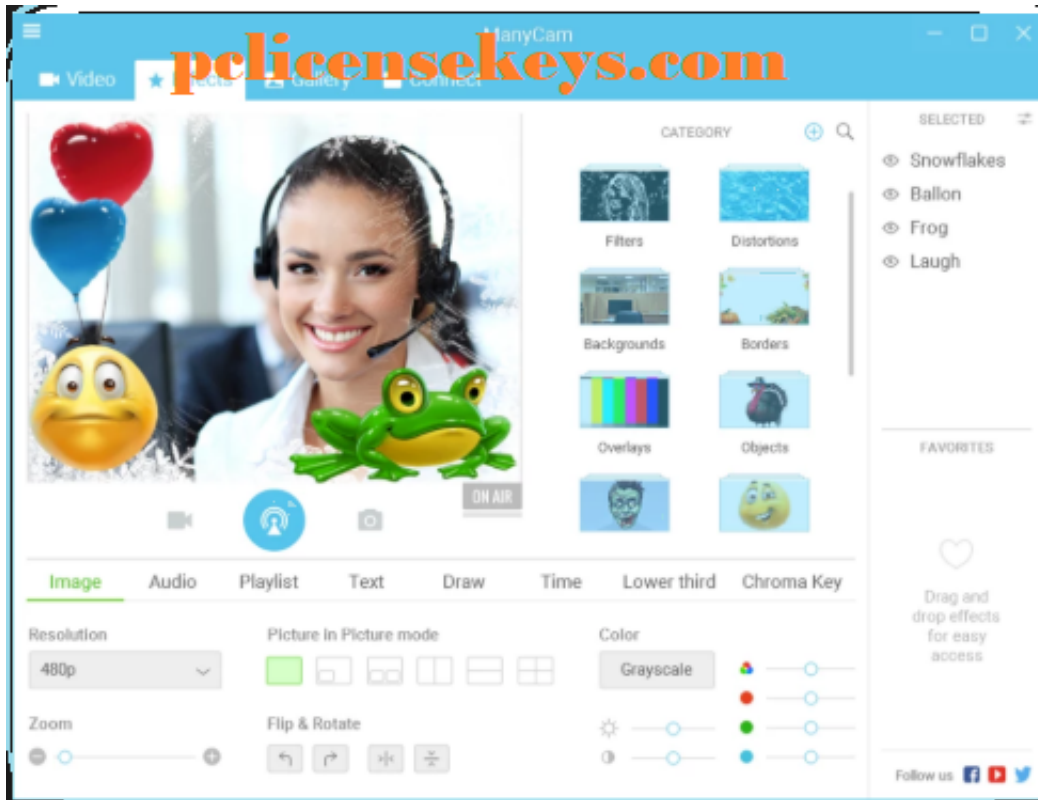 ManyCam
pclicensekeys.com
Video
Effects
Gallery
Connect
CATEGORY
SELECTED
Snowflakes
Ballon
Frog
Laugh
Filters
Distortions
Backgrounds
Borders
Overlays
Objects
FAVORITES
Drag and
drop effects
for easy
access
ON AIR
Image
Audio
Playlist
Text
Draw
Time
Lower third
Chroma Key
Resolution
Picture in Picture mode
Color
480p
Grayscale
Zoom
Flip & Rotate
Follow us